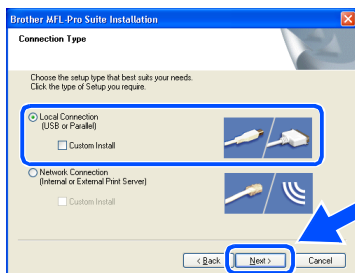 Brother MFL-Pro Suite Installation
Connection Type
Choose the setup type that best suits your needs.
Click the type of Setup you require.
Local Connection
(USB or Parallel)
Custom Install
Network Connection
(Internal or External Print Server)
Custom Install
< Back
Next >
Cancel